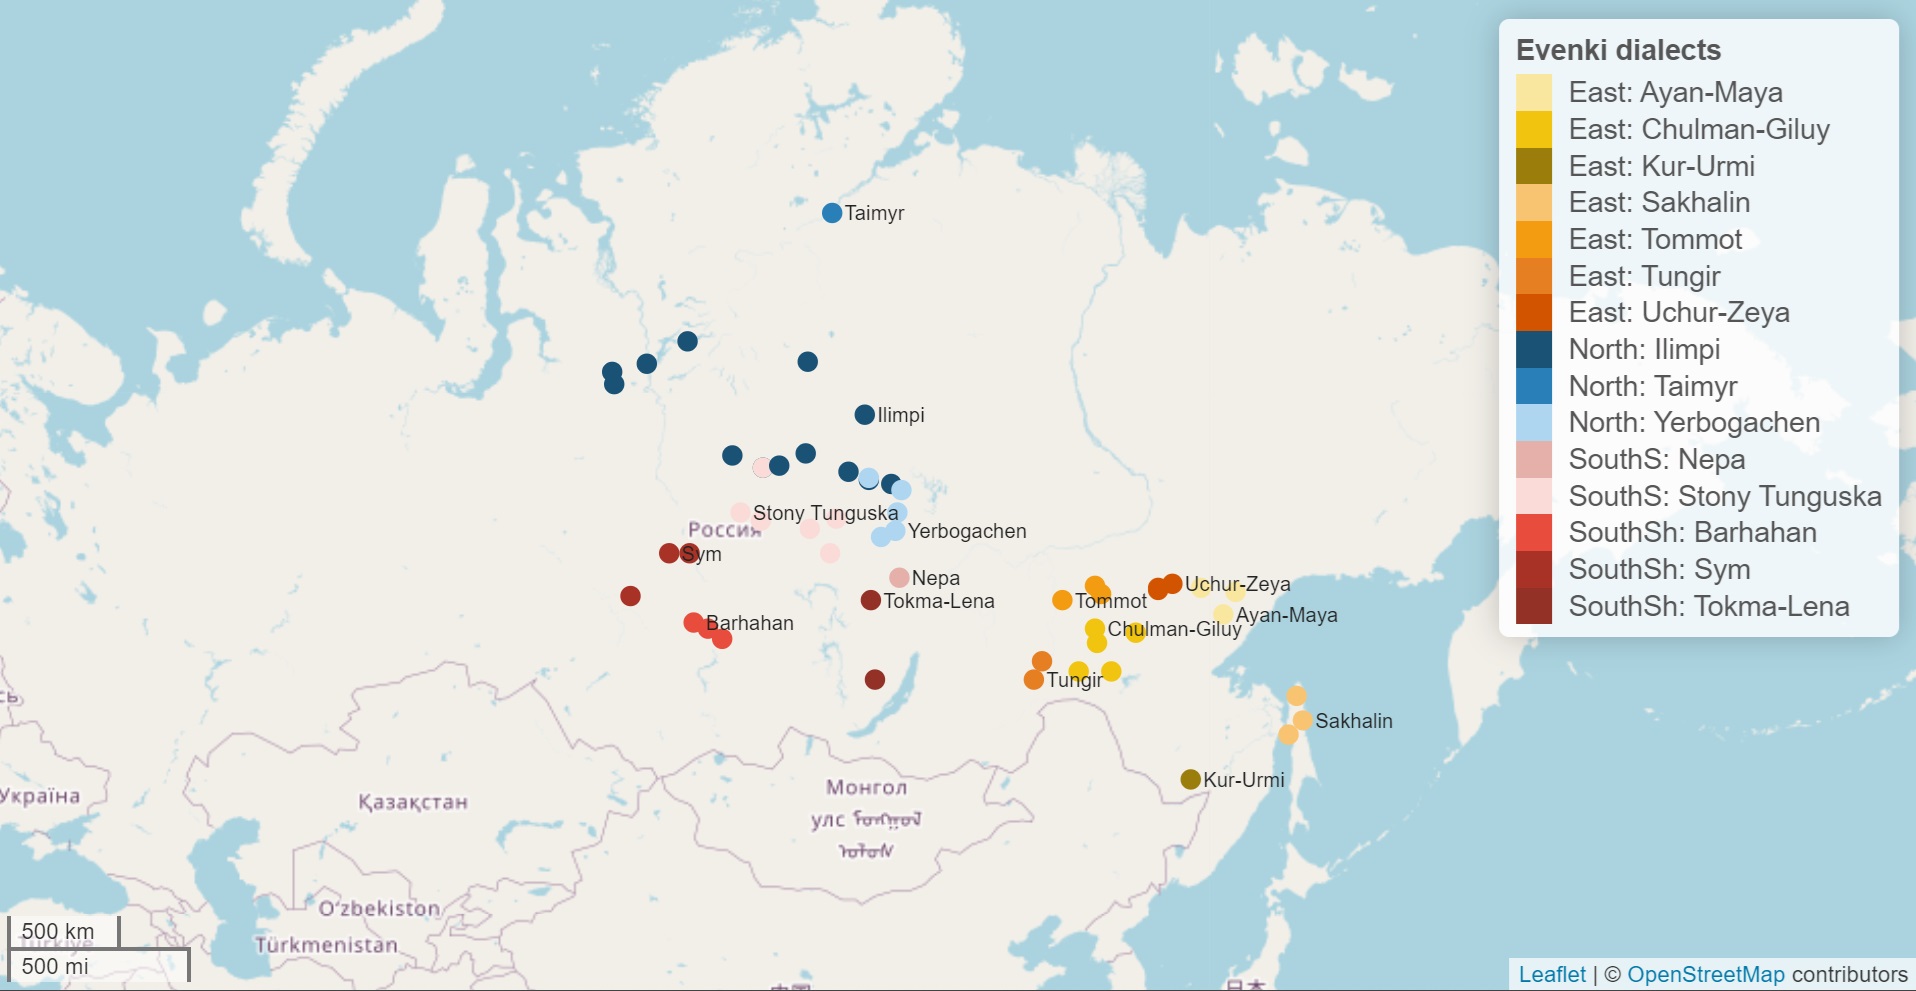 Evenki dialects
East: Ayan-Maya
East: Chulman-Giluy
East: Kur-Urmi
East: Sakhalin
East: Tommot
East: Tungir
East: Uchur-Zeya
North: Ilimpi
North: Taimyr
North: Yerbogachen
SouthS: Nepa
SouthS: Stony Tunguska
SouthSh: Barhahan
SouthSh: Sym
SouthSh: Tokma-Lena
Taimyr
Ilimpi
Stony Tunguska
Россия
Yerbogachen
Sym
Nepa
Uchur-Zeya
Tokma-Lena
Tommot
Ayan-Maya
Barhahan
Chulman-Giluy
Tungir
Sakhalin
Kur-Urmi
Україна
Қазақстан
Монгол
улс
Oʻzbekiston
Türkmenistan
Türkiye
500 km
500 mi
Leaflet | © OpenStreetMap contributors